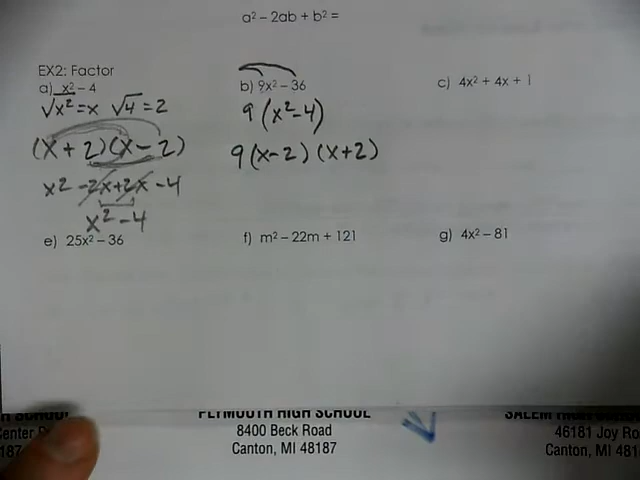 a² – 2ab + b² =
EX2: Factor
a) x² – 4
√x² = x √4 = 2
(x + 2)(x – 2)
x² – 2x + 2x – 4
x² – 4
b) 9x² – 36
9(x² – 4)
9(x – 2)(x + 2)
c) 4x² + 4x + 1
e) 25x² – 36
f) m² – 22m + 121
g) 4x² – 81
PLYMOUTH HIGH SCHOOL
8400 Beck Road
Canton, MI 48187
SALEM
46181 Joy Ro
Canton, MI 481